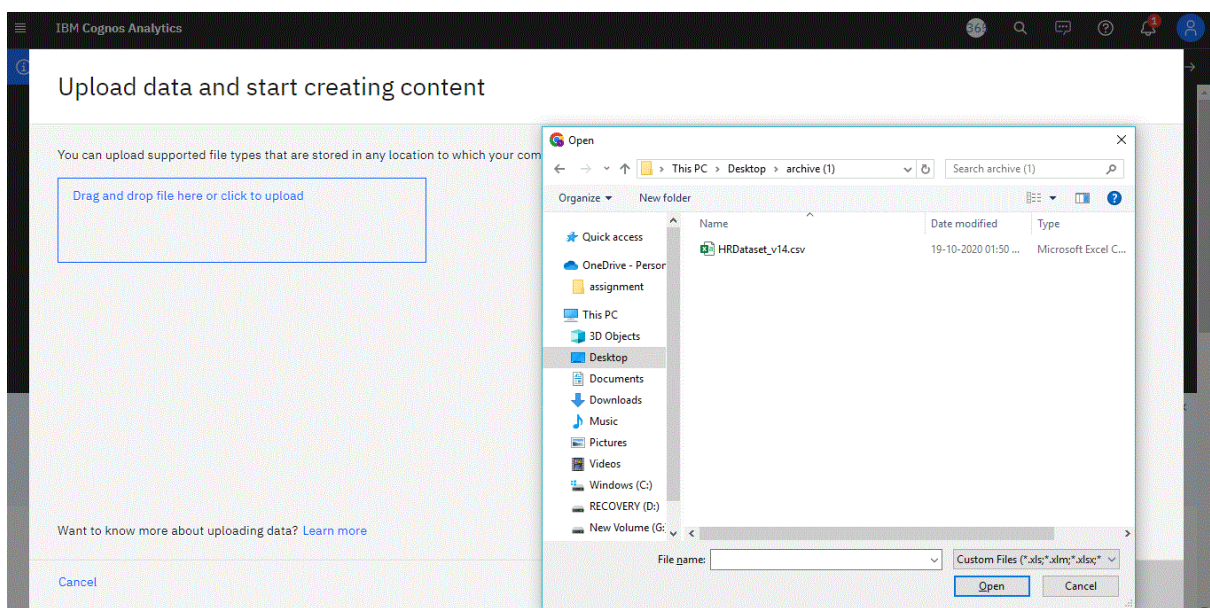 IBM Cognos Analytics
365
1
Upload data and start creating content
You can upload supported file types that are stored in any location to which your com
Drag and drop file here or click to upload
Want to know more about uploading data? Learn more
Cancel
Open
This PC > Desktop > archive (1)
Search archive (1)
Organize
New folder
Name
Date modified
Type
Quick access
OneDrive - Person
assignment
This PC
3D Objects
Desktop
Documents
Downloads
Music
Pictures
Videos
Windows (C:)
RECOVERY (D:)
New Volume (G:
HRDataset_v14.csv
19-10-2020 01:50 ...
Microsoft Excel C...
File name:
Custom Files (*.xls;*.xlm;*.xlsx;*
Open
Cancel